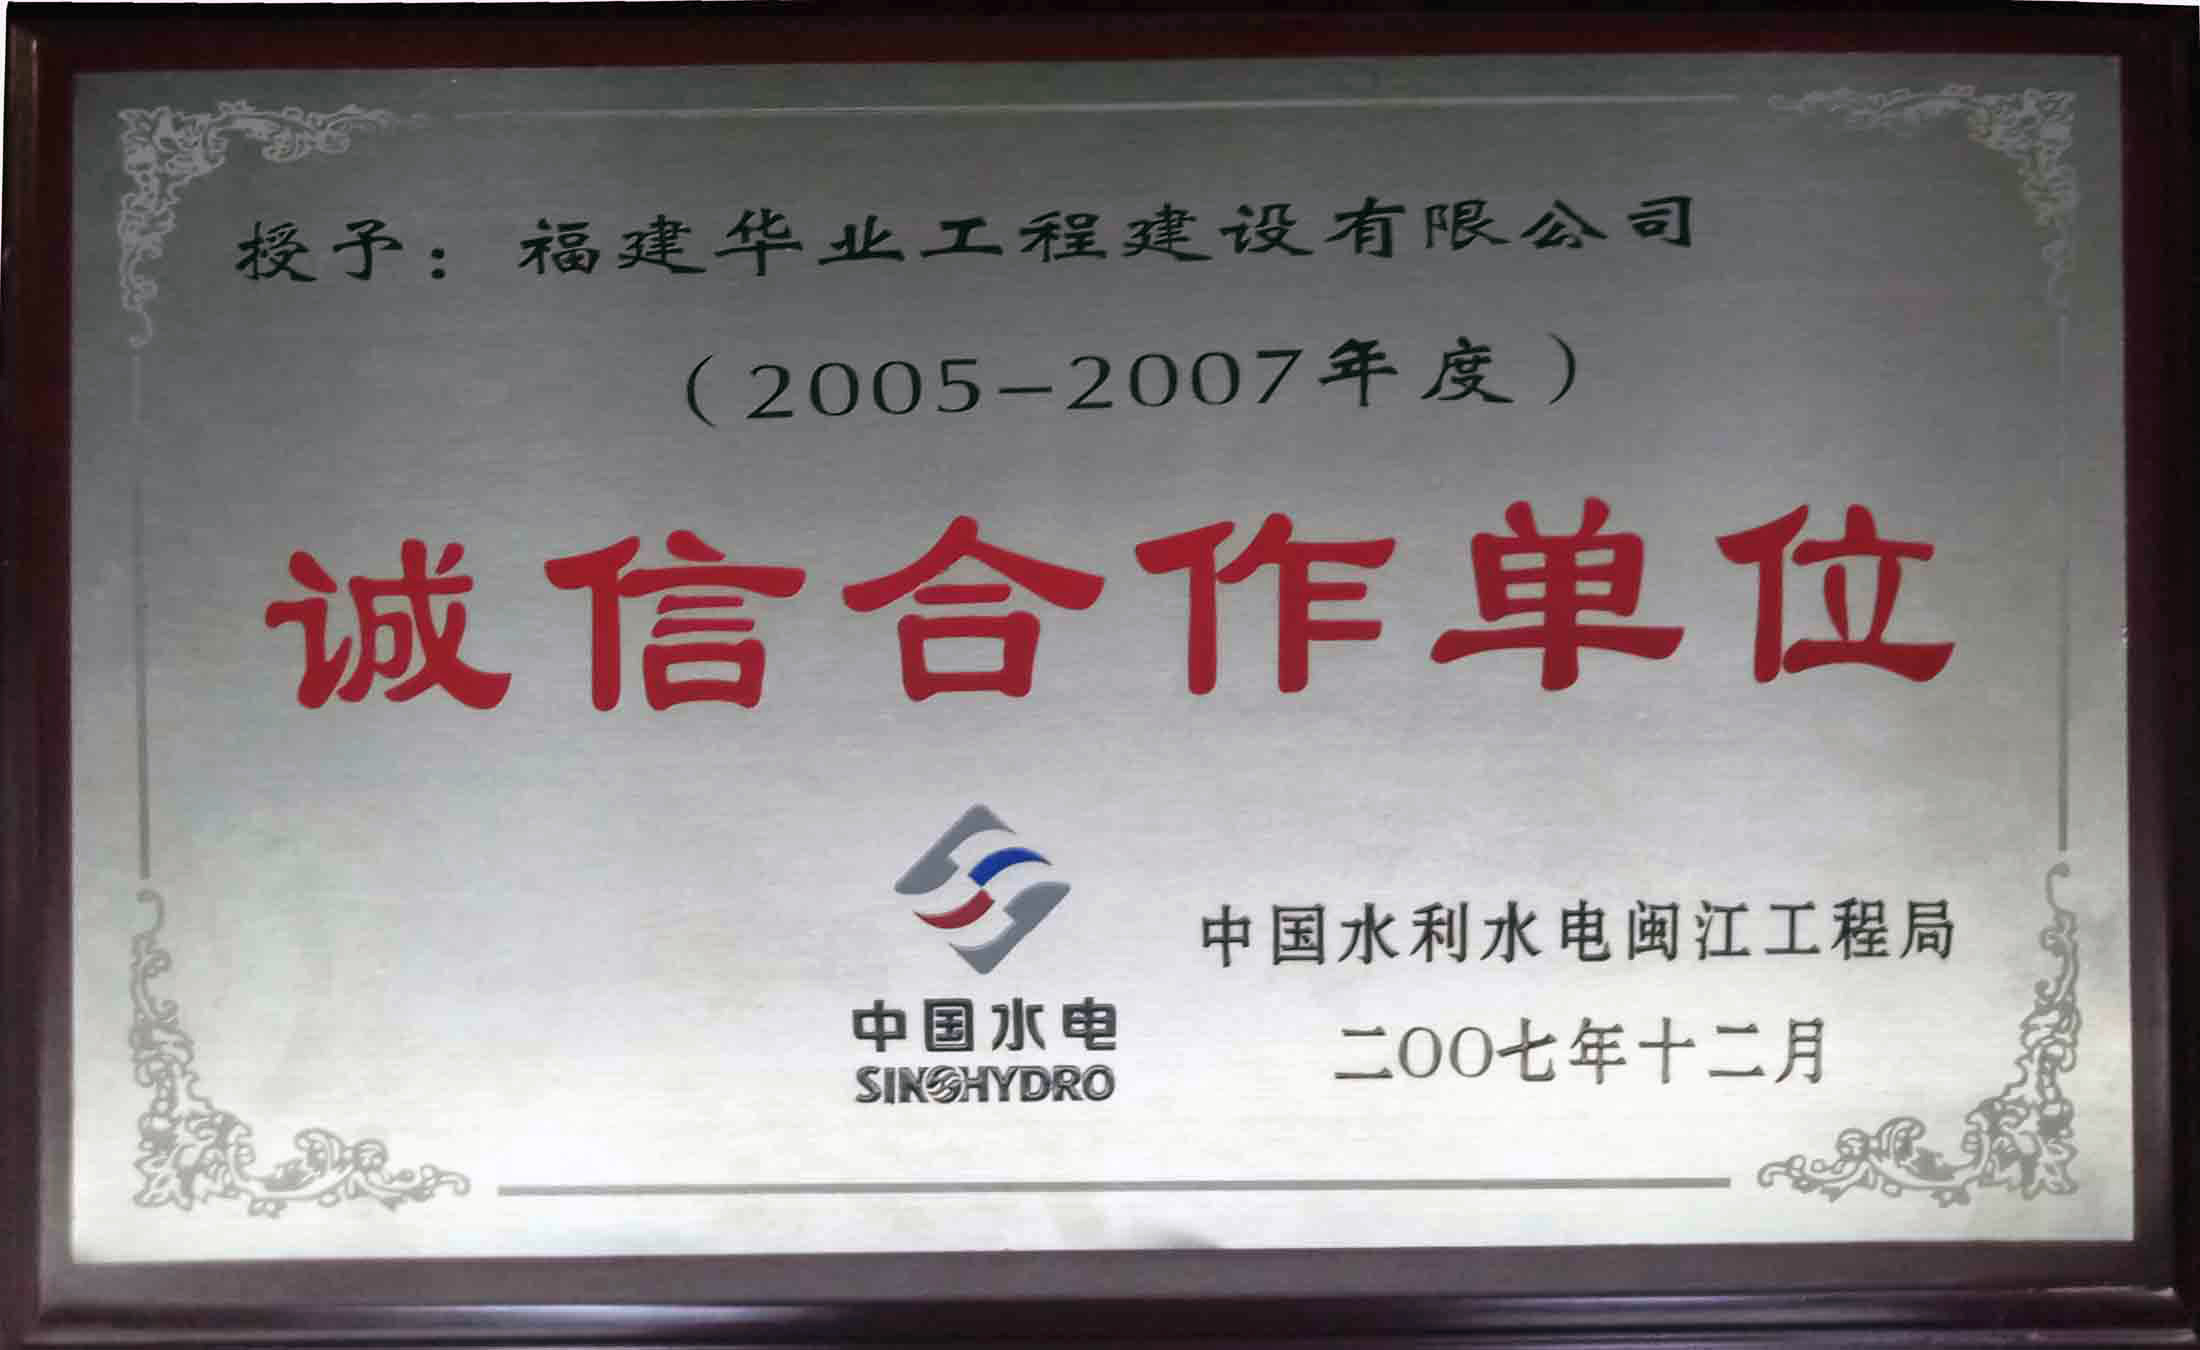 授予：福建华业工程建设有限公司
（2005-2007年度）
诚信合作单位
中国水利水电闽江工程局
二〇〇七年十二月
中国水电
SINOHYDRO